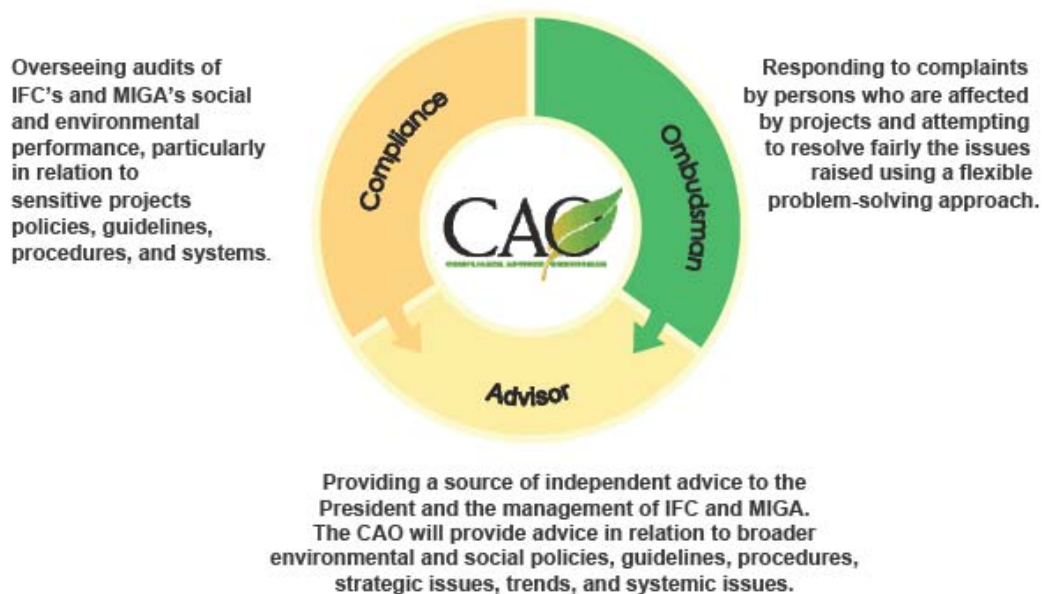 Overseeing audits of
IFC's and MIGA's social
and environmental
performance, particularly
in relation to
sensitive projects
policies, guidelines,
procedures, and systems.
Compliance
Ombudsman
Responding to complaints
by persons who are affected
by projects and attempting
to resolve fairly the issues
raised using a flexible
problem-solving approach.
CAO
COMPLIANCE ADVISOR OMBUDSMAN
Advisor
Providing a source of independent advice to the
President and the management of IFC and MIGA.
The CAO will provide advice in relation to broader
environmental and social policies, guidelines, procedures,
strategic issues, trends, and systemic issues.